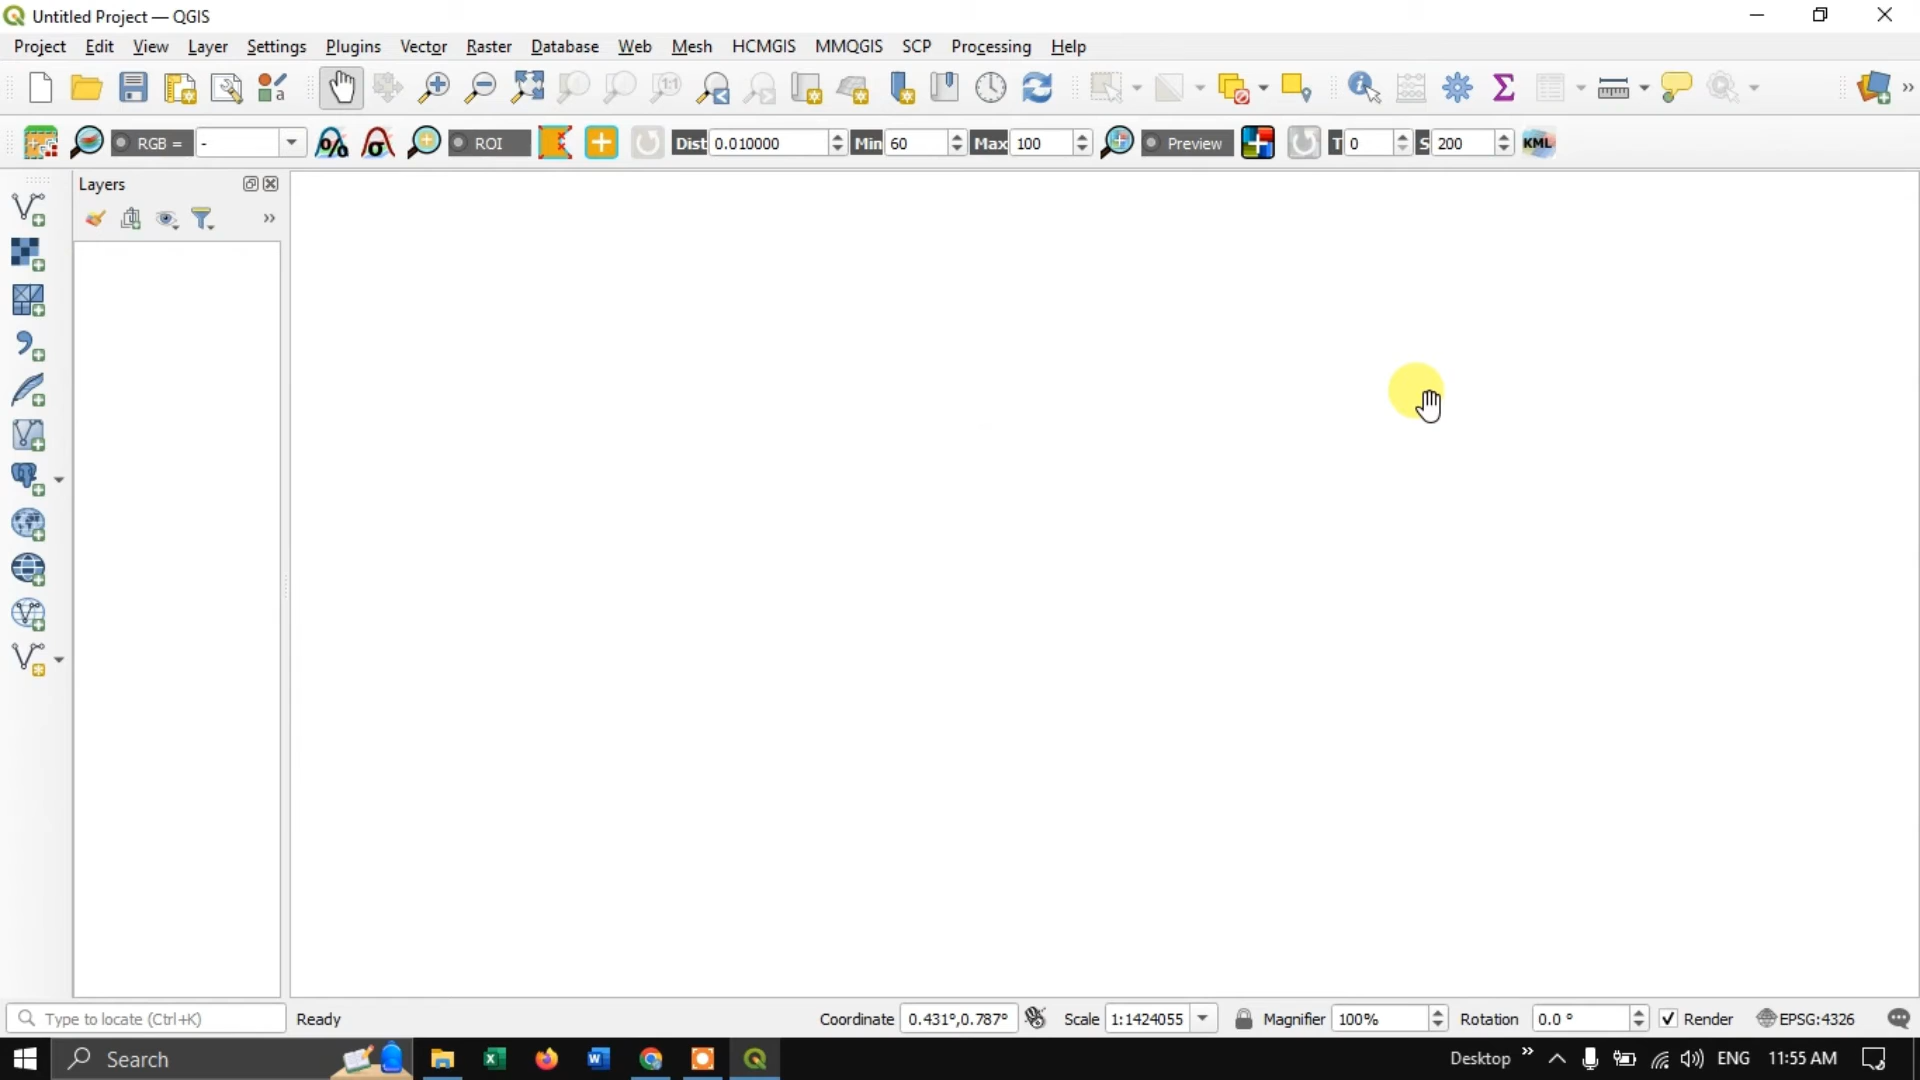 Untitled Project — QGIS
Project Edit View Layer Settings Plugins Vector Raster Database Web Mesh HCMGIS MMQGIS SCP Processing Help
1:1
RGB = - % σ ROI Dist 0.010000 Min 60 Max 100 Preview T 0 S 200 KML
Layers
Type to locate (Ctrl+K) Ready Coordinate 0.431°,0.787° Scale 1:1424055 Magnifier 100% Rotation 0.0 ° Render EPSG:4326
Search Desktop ENG 11:55 AM